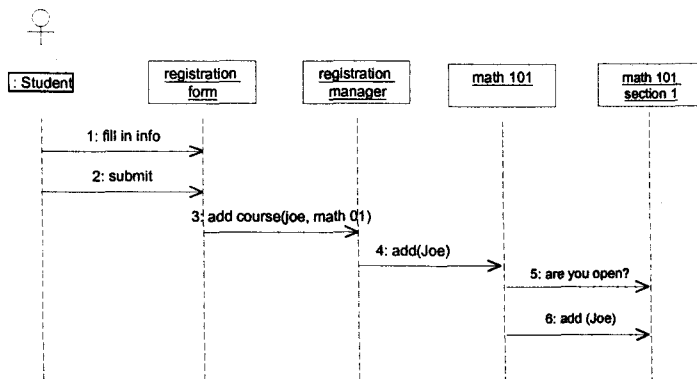 : Student
registration
form
registration
manager
math 101
math 101
section 1
1: fill in info
2: submit
3: add course(joe, math 01)
4: add(Joe)
5: are you open?
6: add (Joe)